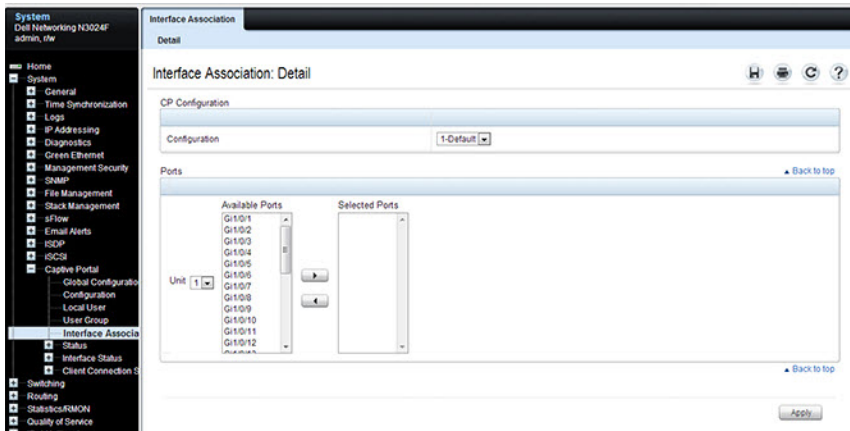 System
Dell Networking N3024F
admin, r/w
Home
System
General
Time Synchronization
Logs
IP Addressing
Diagnostics
Green Ethernet
Management Security
SNMP
File Management
Stack Management
sFlow
Email Alerts
ISDP
iSCSI
Captive Portal
Global Configuratio
Configuration
Local User
User Group
Interface Associa
Status
Interface Status
Client Connection S
Switching
Routing
Statistics/RMON
Quality of Service
Interface Association
Detail
Interface Association: Detail
CP Configuration
Configuration 1-Default
Ports Back to top
Available Ports Selected Ports
Unit 1
Gi1/0/1
Gi1/0/2
Gi1/0/3
Gi1/0/4
Gi1/0/5
Gi1/0/6
Gi1/0/7
Gi1/0/8
Gi1/0/9
Gi1/0/10
Gi1/0/11
Gi1/0/12
Back to top
Apply